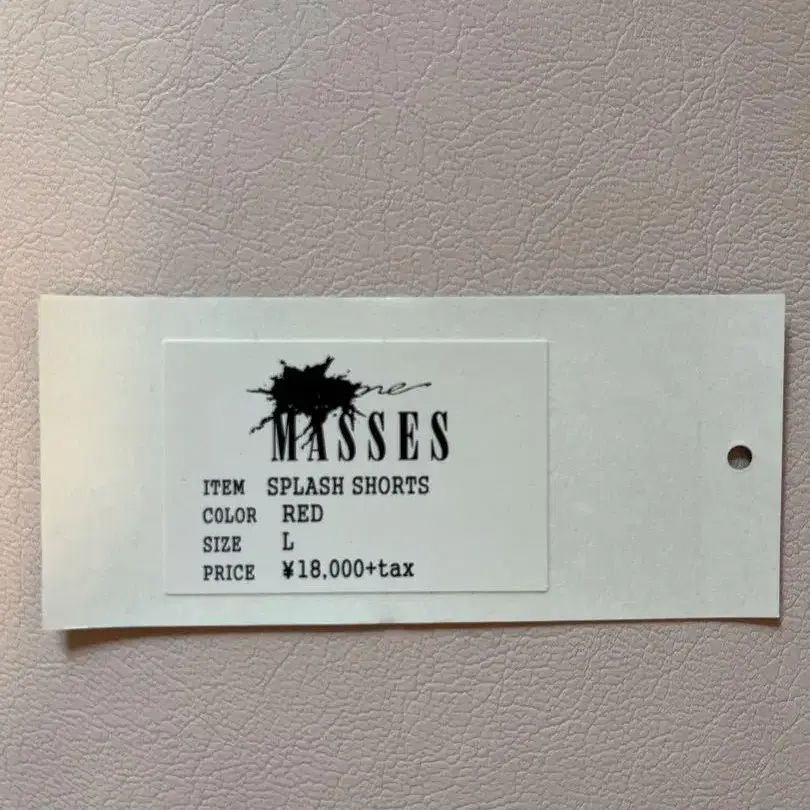 MASSES
ITEM SPLASH SHORTS
COLOR RED
SIZE L
PRICE ¥18,000+tax